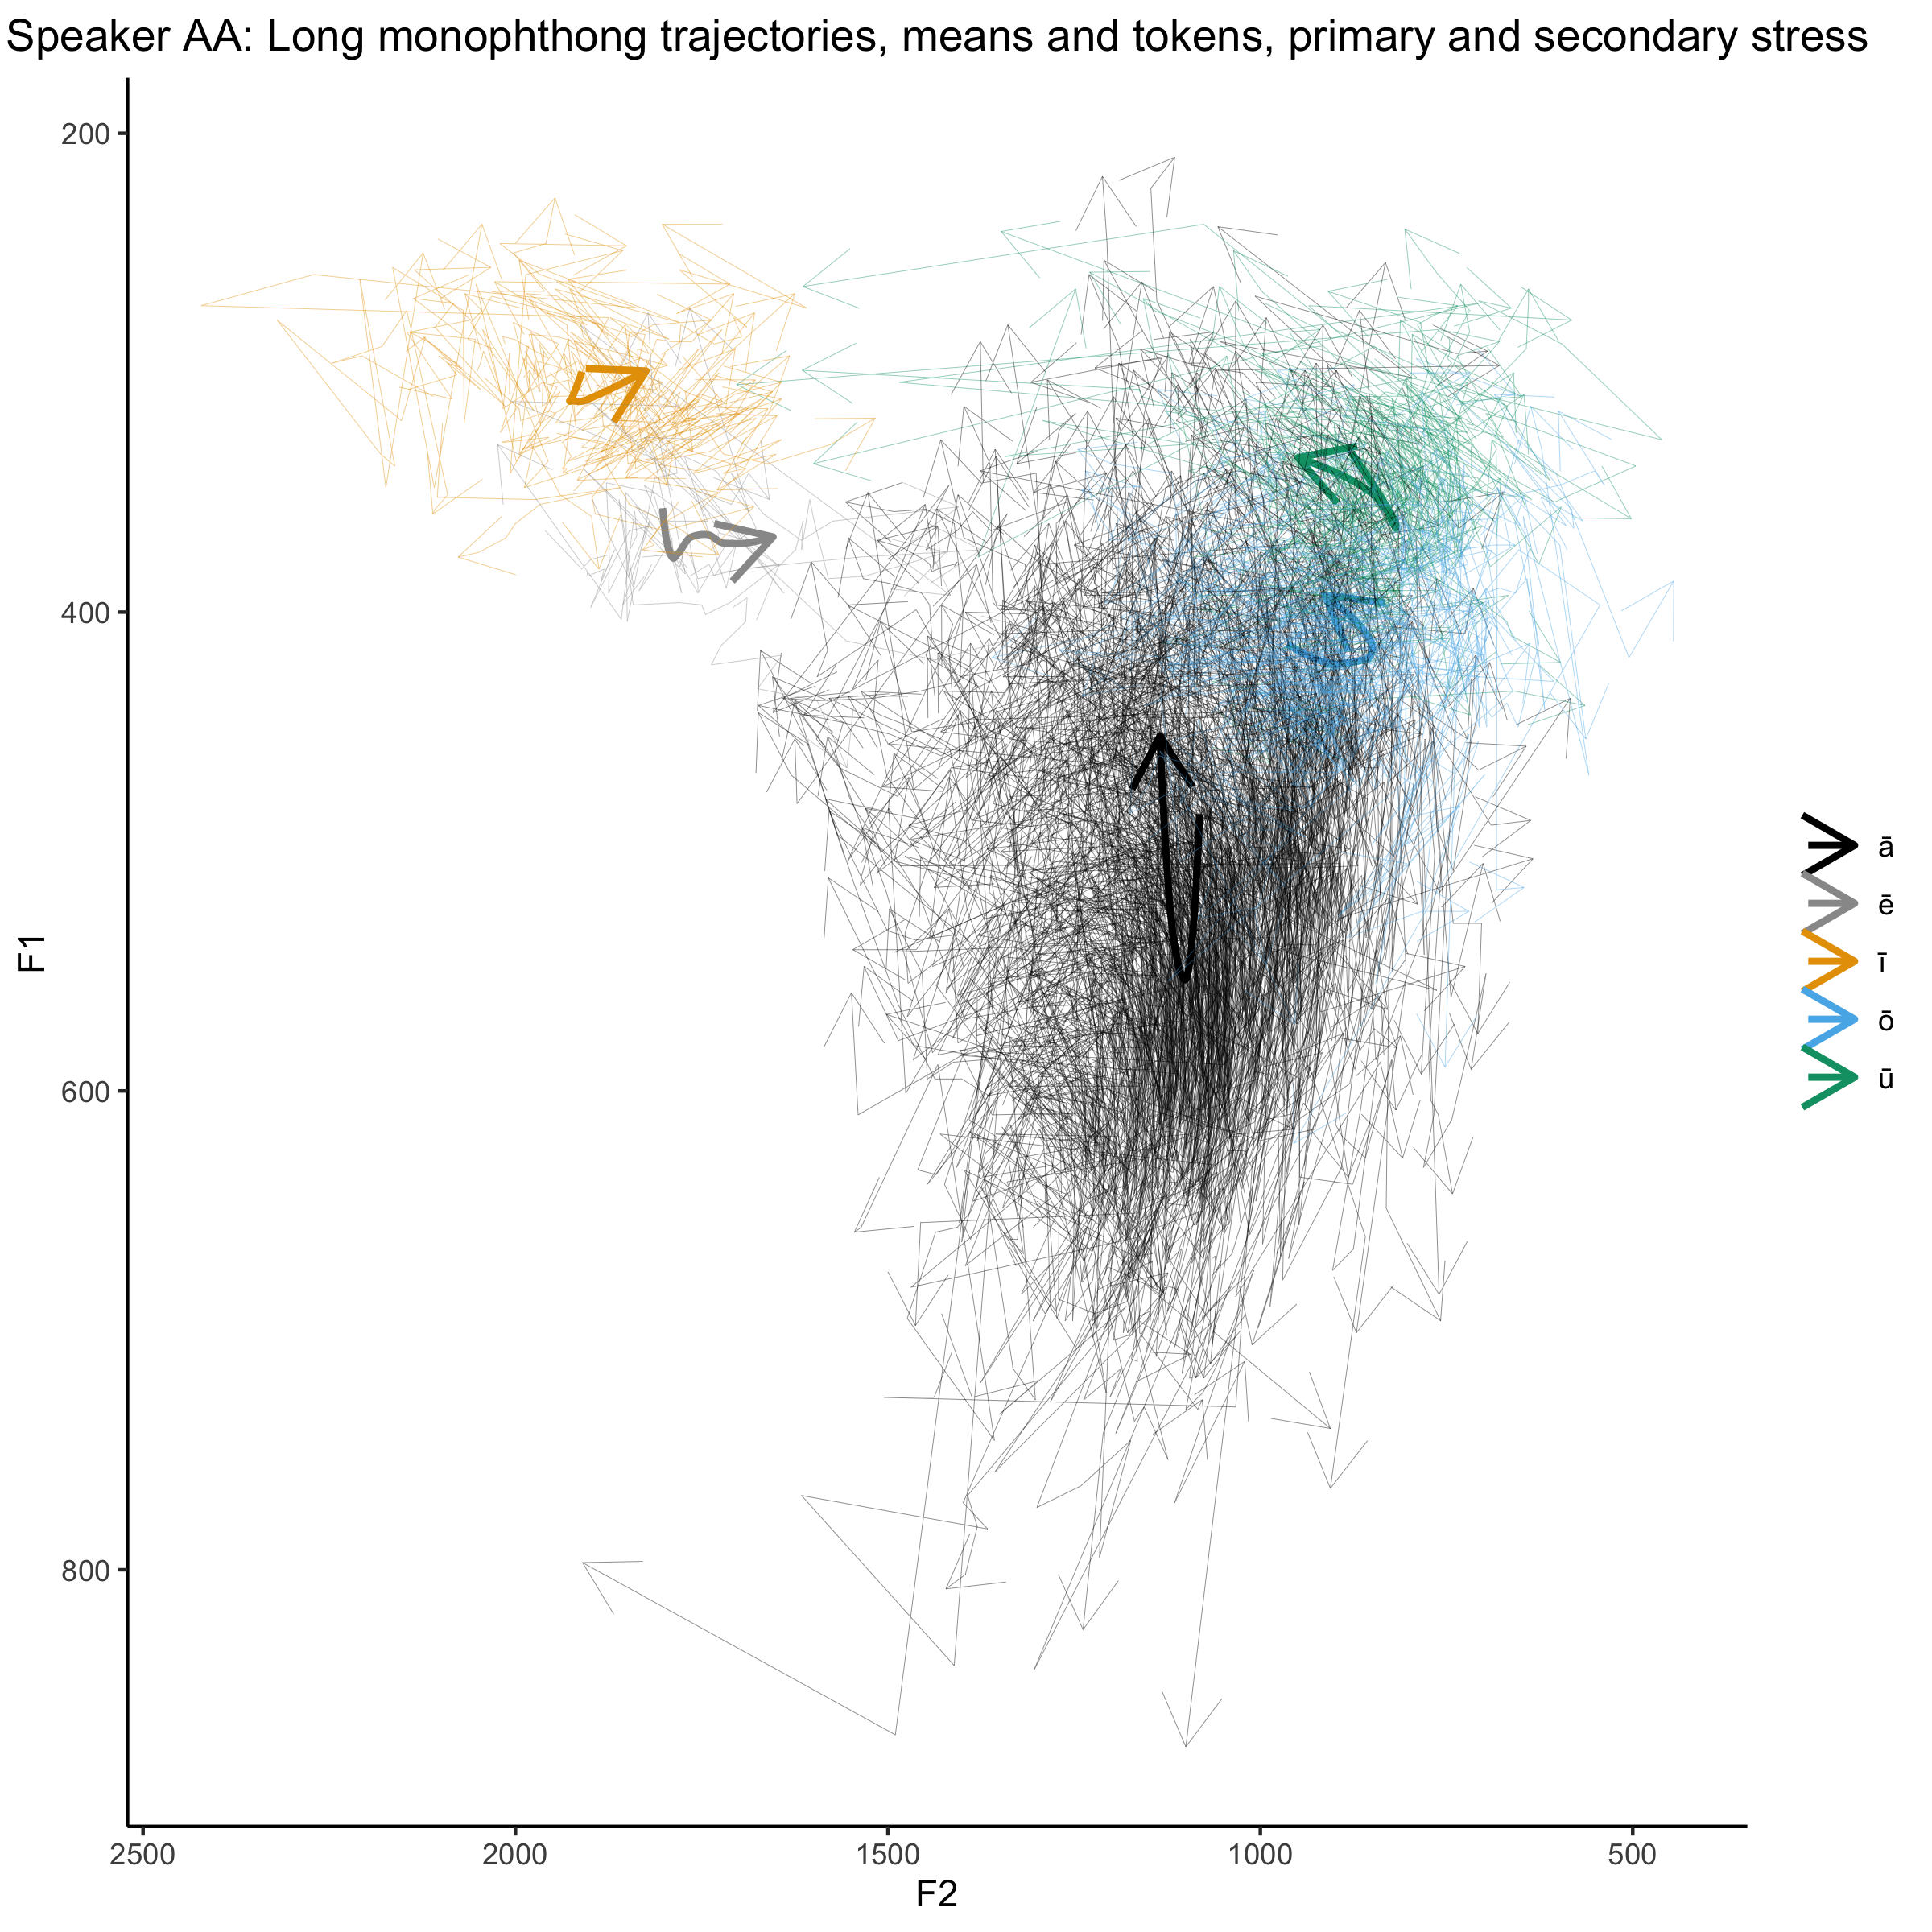 Speaker AA: Long monophthong trajectories, means and tokens, primary and secondary stress
200
400
600
800
F1
2500
2000
1500
1000
500
F2
ā
ē
ī
ō
ū